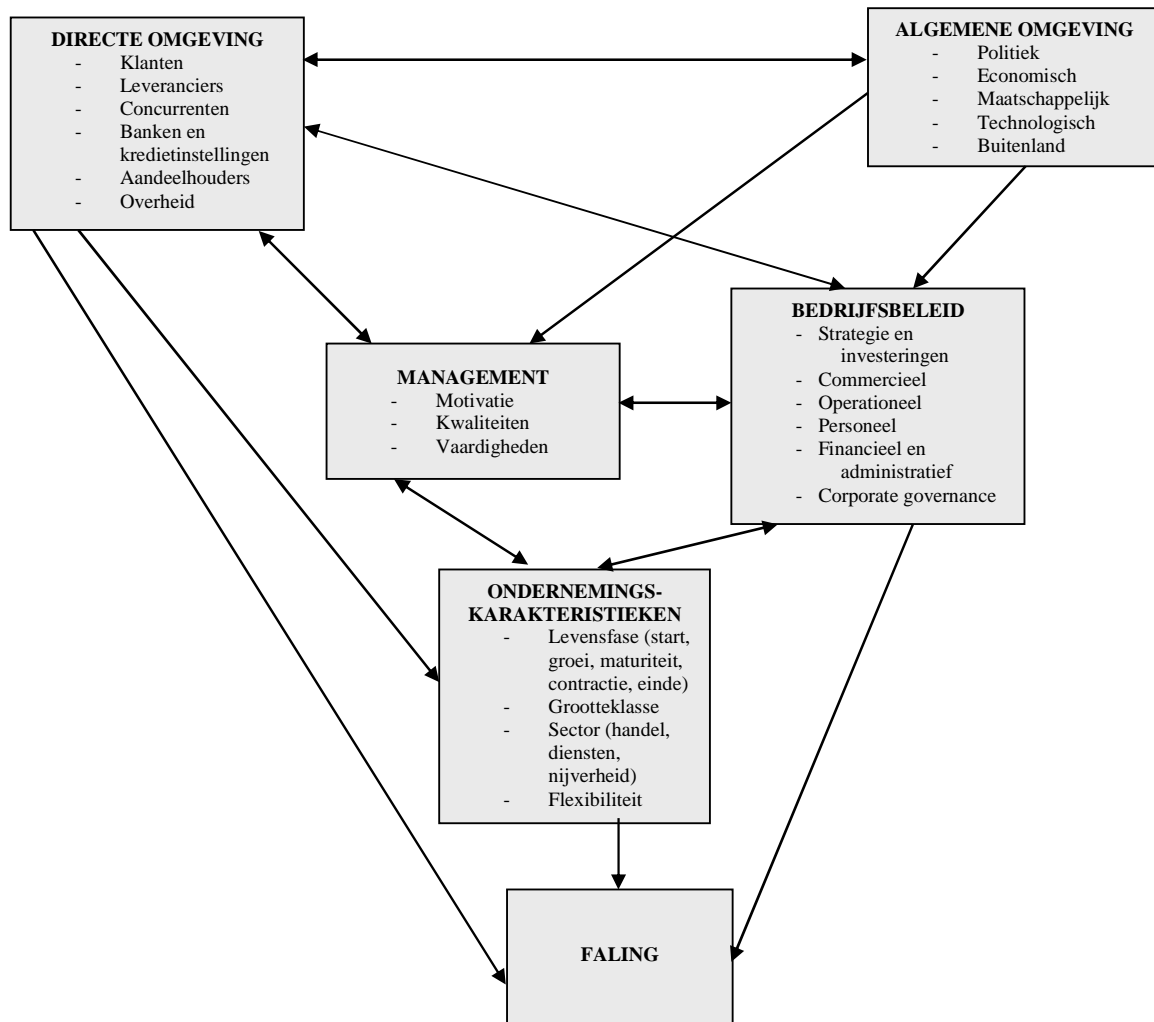 DIRECTE OMGEVING
- Klanten
- Leveranciers
- Concurrenten
- Banken en
kredietinstellingen
- Aandeelhouders
- Overheid
ALGEMENE OMGEVING
- Politiek
- Economisch
- Maatschappelijk
- Technologisch
- Buitenland
BEDRIJFSBELEID
- Strategie en
investeringen
- Commercieel
- Operationeel
- Personeel
- Financieel en
administratief
- Corporate governance
MANAGEMENT
- Motivatie
- Kwaliteiten
- Vaardigheden
ONDERNEMINGS-
KARAKTERISTIEKEN
- Levensfase (start,
groei, maturiteit,
contractie, einde)
- Grootteklasse
- Sector (handel,
diensten,
nijverheid)
- Flexibiliteit
FALING